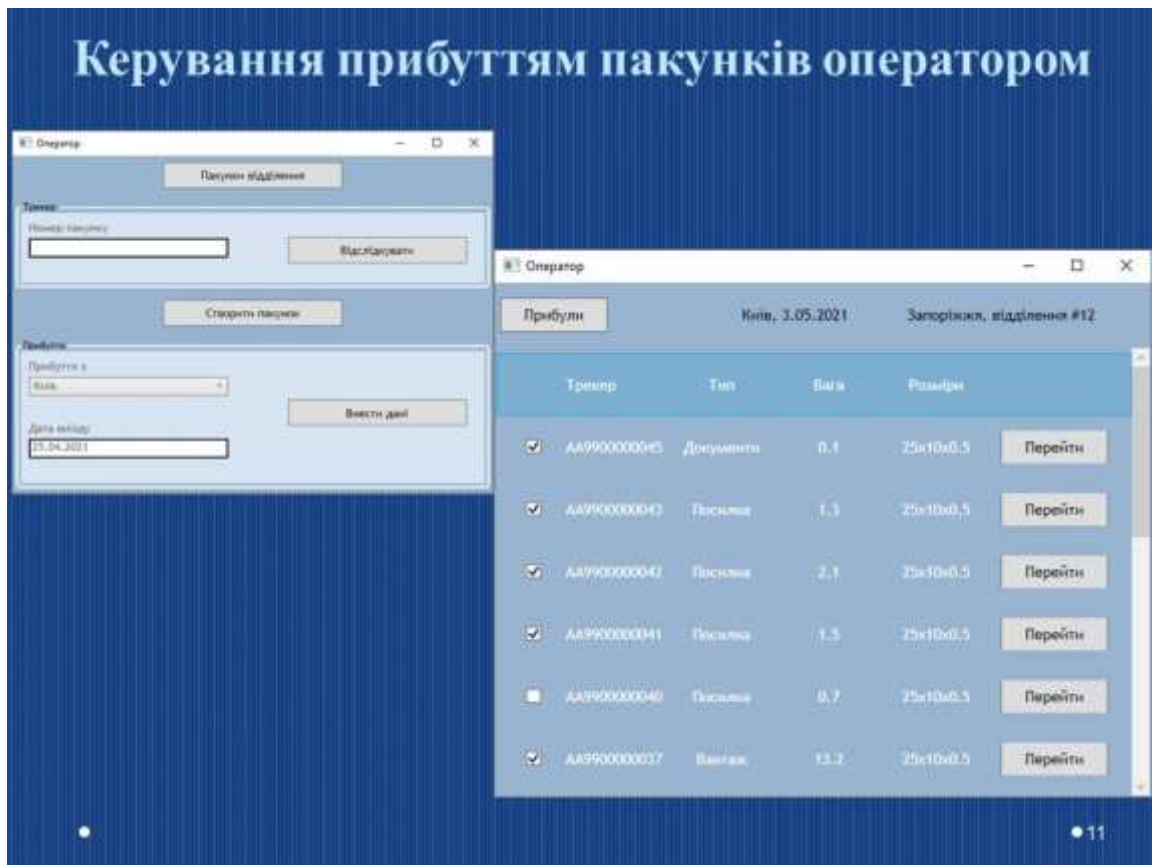 Керування прибуттям пакунків оператором
Оператор
Пакунки відділення
Трекер
Номер пакунку
Відслідкувати
Створити пакунок
Прибуття
Прибуття з
Київ
Внести дані
Дата виїзду
25.04.2021
Оператор
Прибули Київ, 3.05.2021 Запоріжжя, відділення #12
Трекер Тип Вага Розміри
AA9900000045 Документи 0.1 25x10x0.5 Перейти
AA9900000043 Посилка 1.3 25x10x0.5 Перейти
AA9900000042 Посилка 2.1 25x10x0.5 Перейти
AA9900000041 Посилка 1.5 25x10x0.5 Перейти
AA9900000040 Посилка 0.7 25x10x0.5 Перейти
AA9900000037 Вантаж 13.2 25x10x0.5 Перейти
11